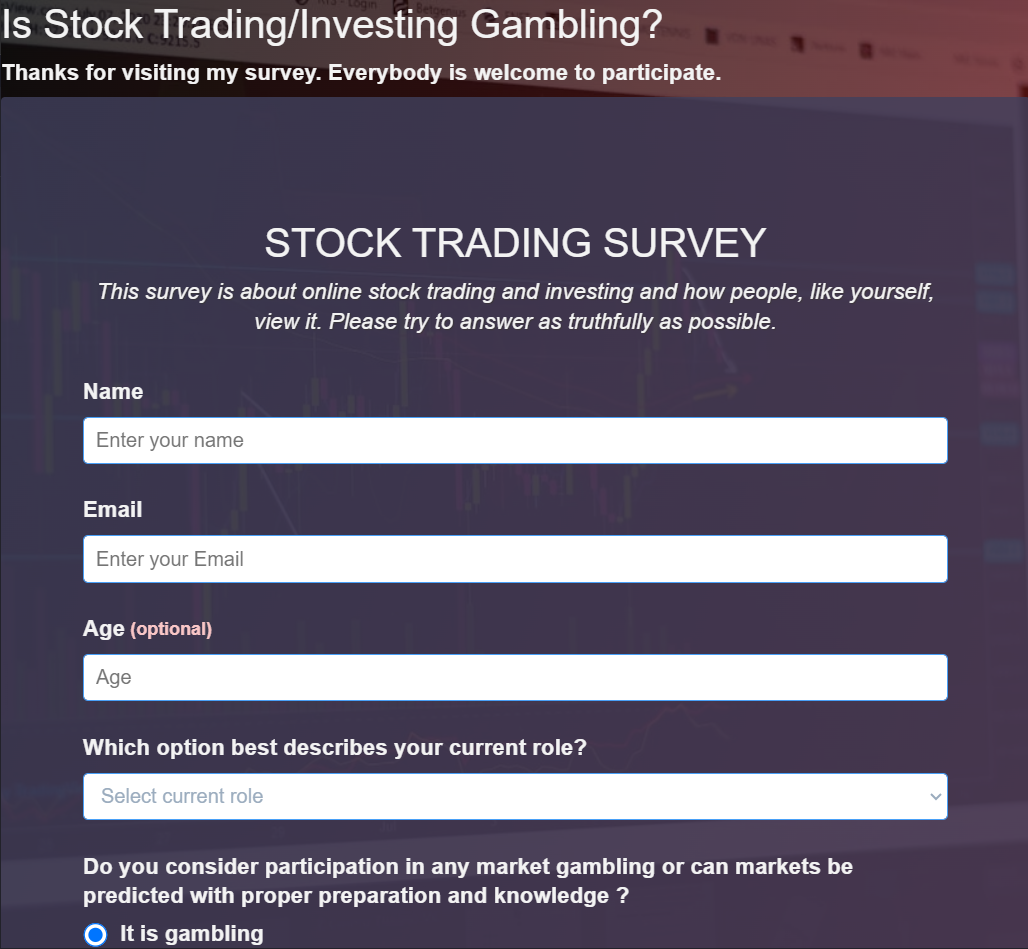 Is Stock Trading/Investing Gambling?
Thanks for visiting my survey. Everybody is welcome to participate.
STOCK TRADING SURVEY
This survey is about online stock trading and investing and how people, like yourself,
view it. Please try to answer as truthfully as possible.
Name
Enter your name
Email
Enter your Email
Age (optional)
Age
Which option best describes your current role?
Select current role
Do you consider participation in any market gambling or can markets be
predicted with proper preparation and knowledge ?
It is gambling